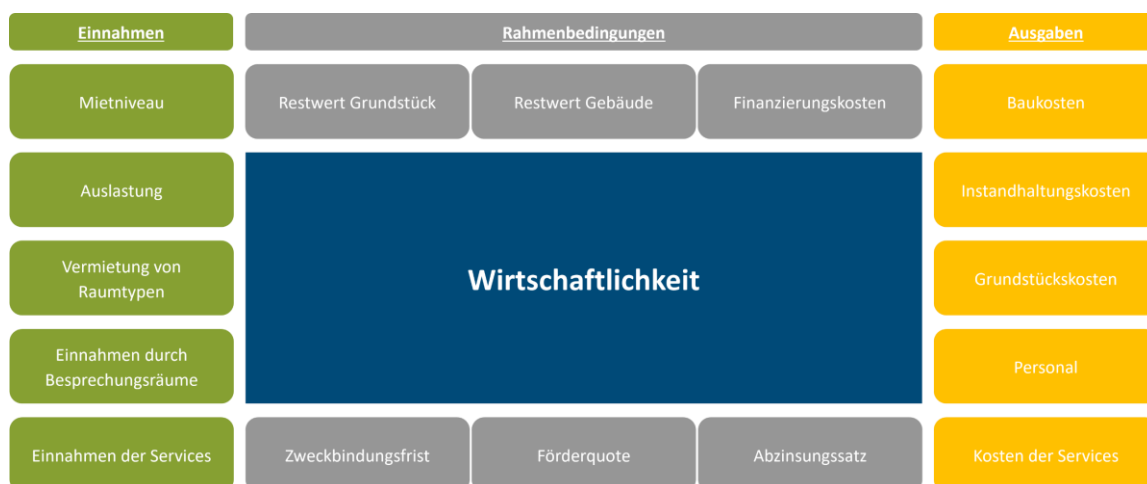 Einnahmen
Rahmenbedingungen
Ausgaben
Mietniveau
Restwert Grundstück
Restwert Gebäude
Finanzierungskosten
Baukosten
Auslastung
Instandhaltungskosten
Vermietung von
Raumtypen
Wirtschaftlichkeit
Grundstückskosten
Einnahmen durch
Besprechungsräume
Personal
Einnahmen der Services
Zweckbindungsfrist
Förderquote
Abzinsungssatz
Kosten der Services